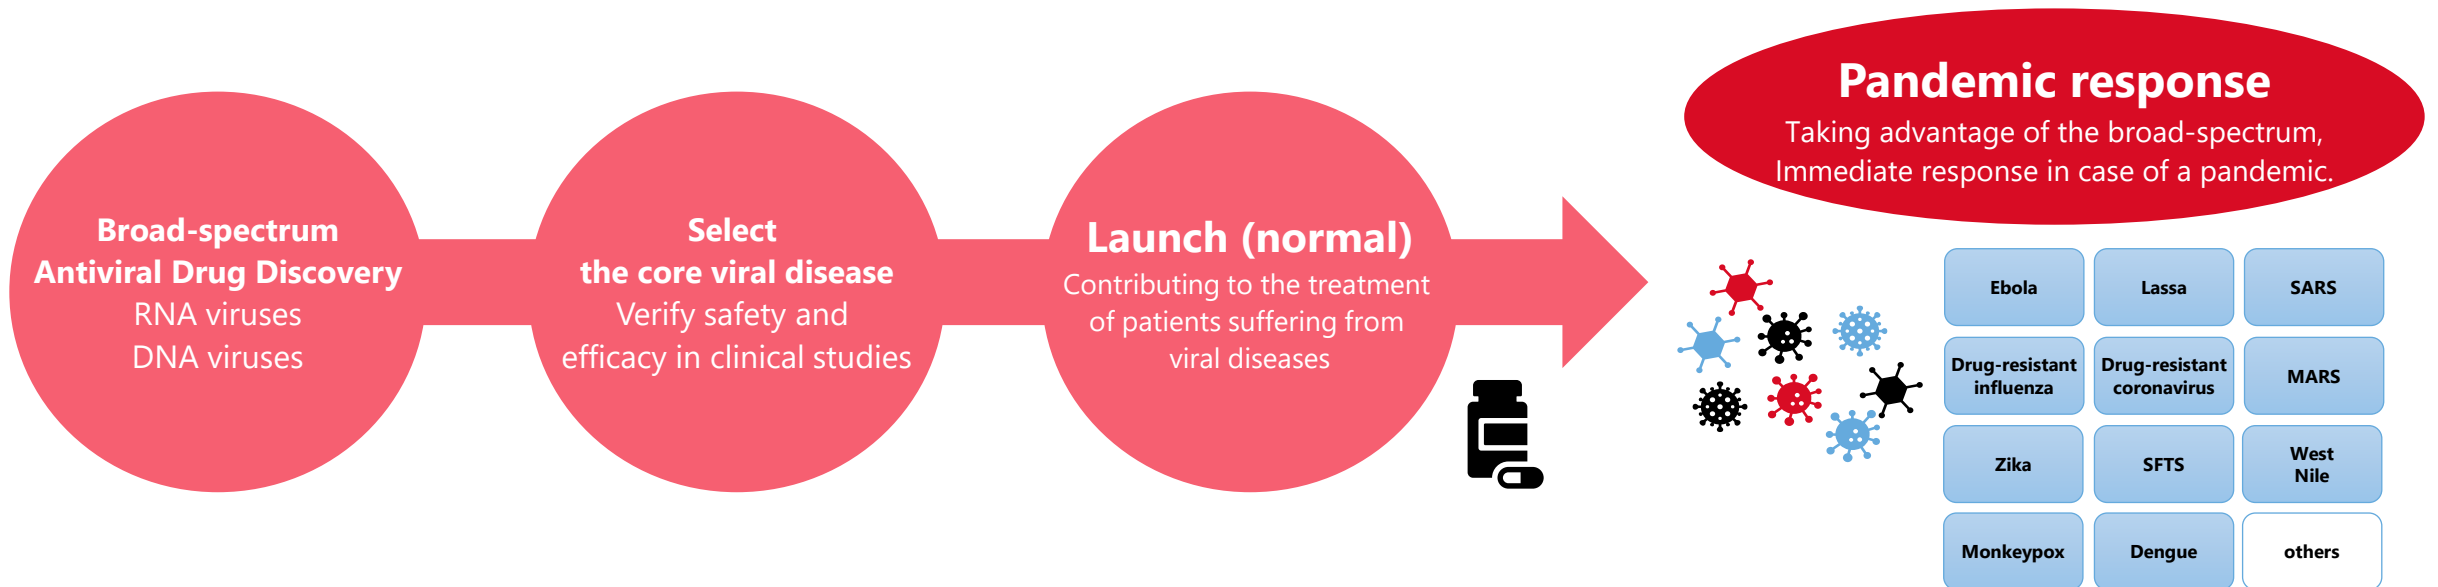 Broad-spectrum
Antiviral Drug Discovery
RNA viruses
DNA viruses
Select
the core viral disease
Verify safety and
efficacy in clinical studies
Launch (normal)
Contributing to the treatment
of patients suffering from
viral diseases
Pandemic response
Taking advantage of the broad-spectrum,
Immediate response in case of a pandemic.
Ebola
Lassa
SARS
Drug-resistant
influenza
Drug-resistant
coronavirus
MARS
Zika
SFTS
West
Nile
Monkeypox
Dengue
others